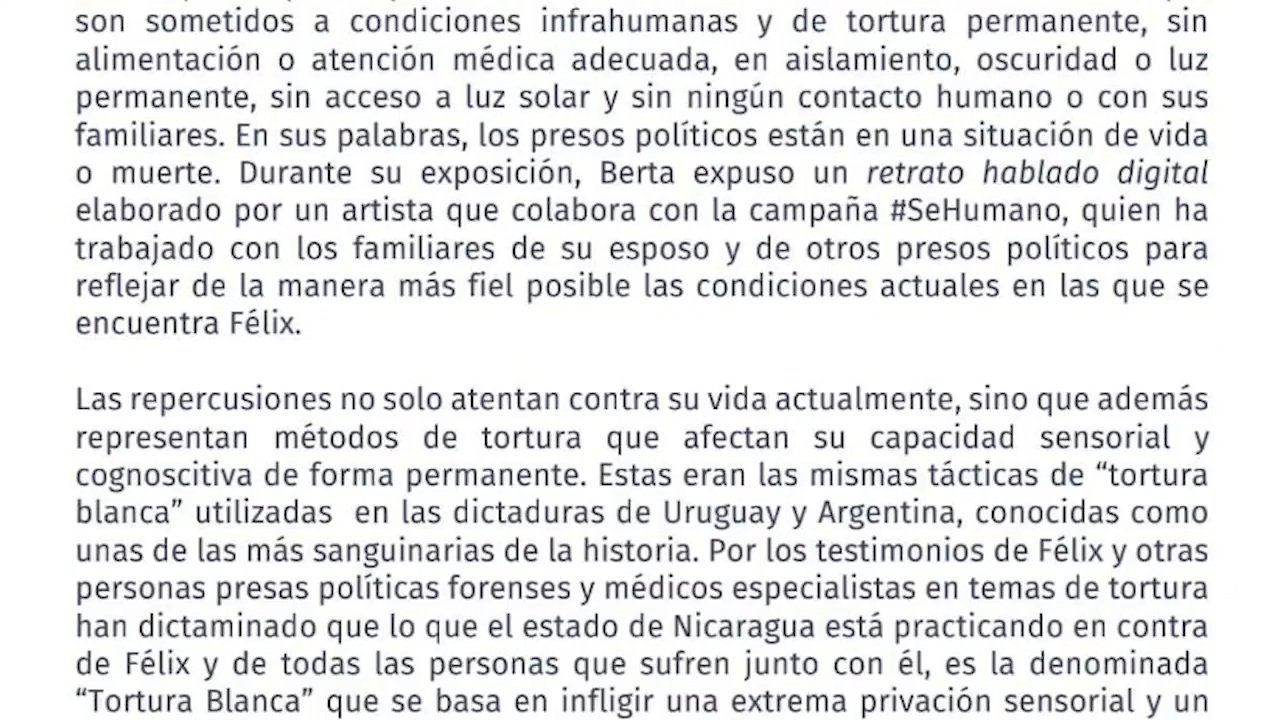 son sometidos a condiciones infrahumanas y de tortura permanente, sin
alimentación o atención médica adecuada, en aislamiento, oscuridad o luz
permanente, sin acceso a luz solar y sin ningún contacto humano o con sus
familiares. En sus palabras, los presos políticos están en una situación de vida
o muerte. Durante su exposición, Berta expuso un retrato hablado digital
elaborado por un artista que colabora con la campaña #SeHumano, quien ha
trabajado con los familiares de su esposo y de otros presos políticos para
reflejar de la manera más fiel posible las condiciones actuales en las que se
encuentra Félix.
Las repercusiones no solo atentan contra su vida actualmente, sino que además
representan métodos de tortura que afectan su capacidad sensorial y
cognoscitiva de forma permanente. Estas eran las mismas tácticas de “tortura
blanca” utilizadas en las dictaduras de Uruguay y Argentina, conocidas como
unas de las más sanguinarias de la historia. Por los testimonios de Félix y otras
personas presas políticas forenses y médicos especialistas en temas de tortura
han dictaminado que lo que el estado de Nicaragua está practicando en contra
de Félix y de todas las personas que sufren junto con él, es la denominada
“Tortura Blanca” que se basa en infligir una extrema privación sensorial y un